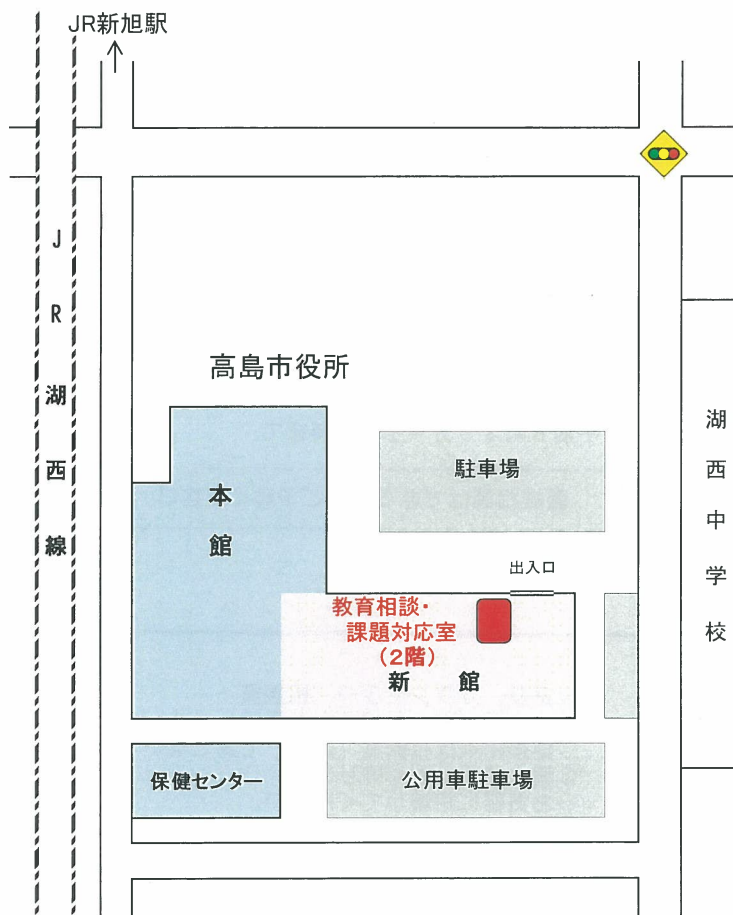 JR新旭駅
JR湖西線
高島市役所
本館
駐車場
湖西中学校
出入口
教育相談・
課題対応室
(2階)
新館
保健センター
公用車駐車場